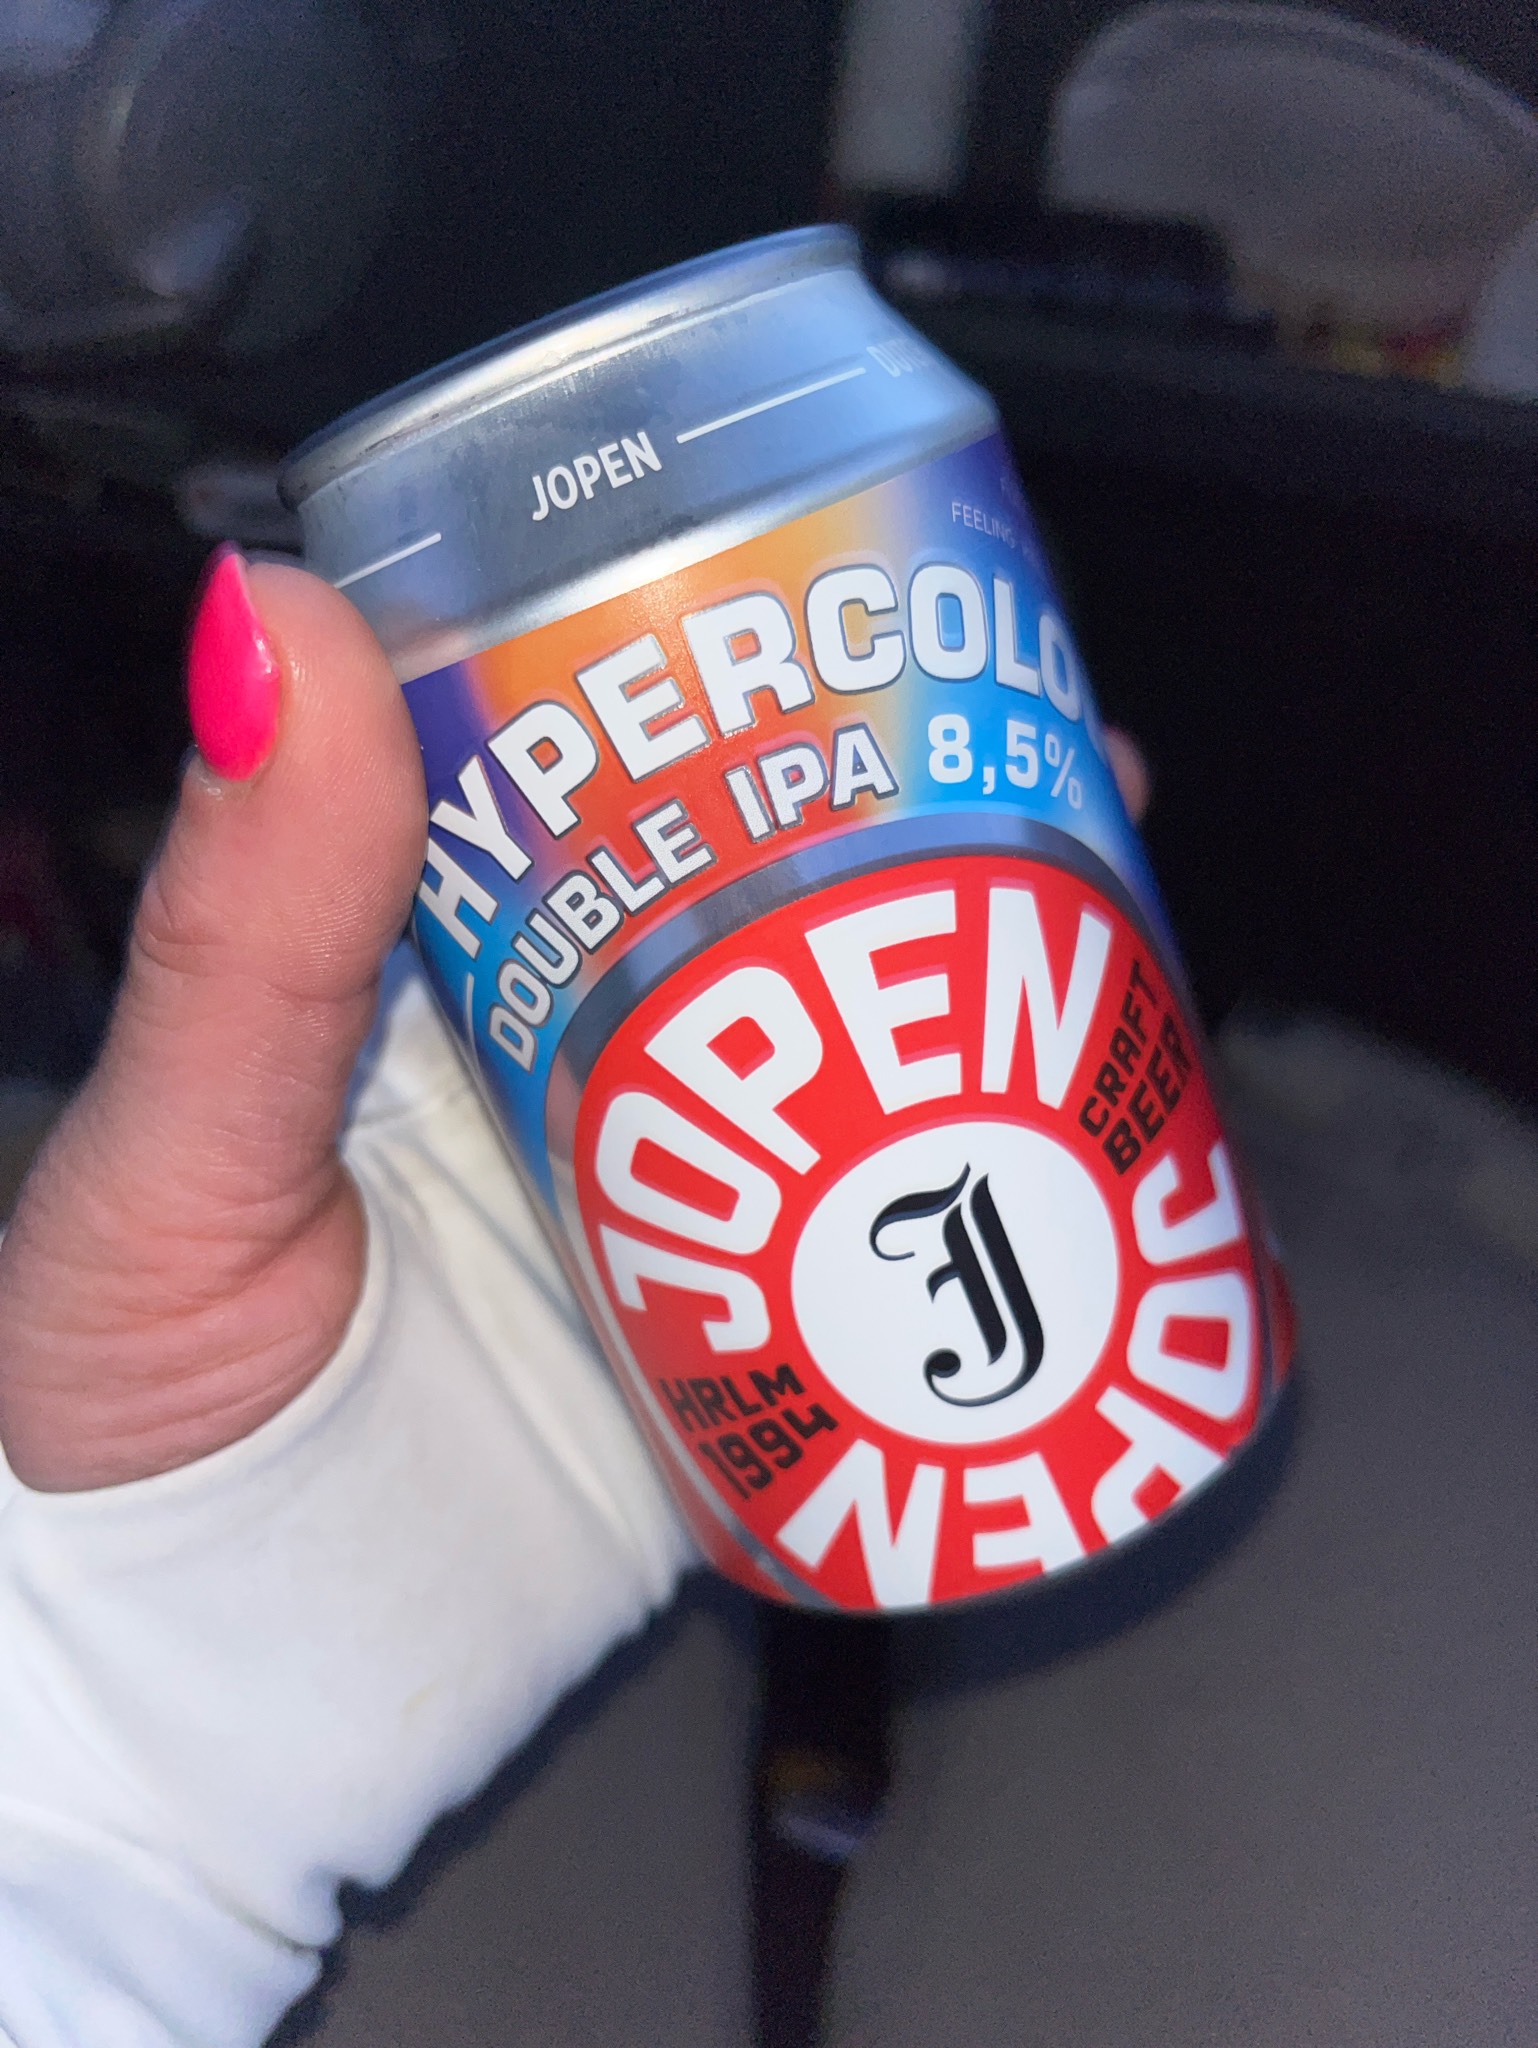 JOPEN
HYPERCOLO
DOUBLE IPA 8,5%
JOPEN
CRAFT
BEER
J
HRLM
1994
JOPEN
FEELING